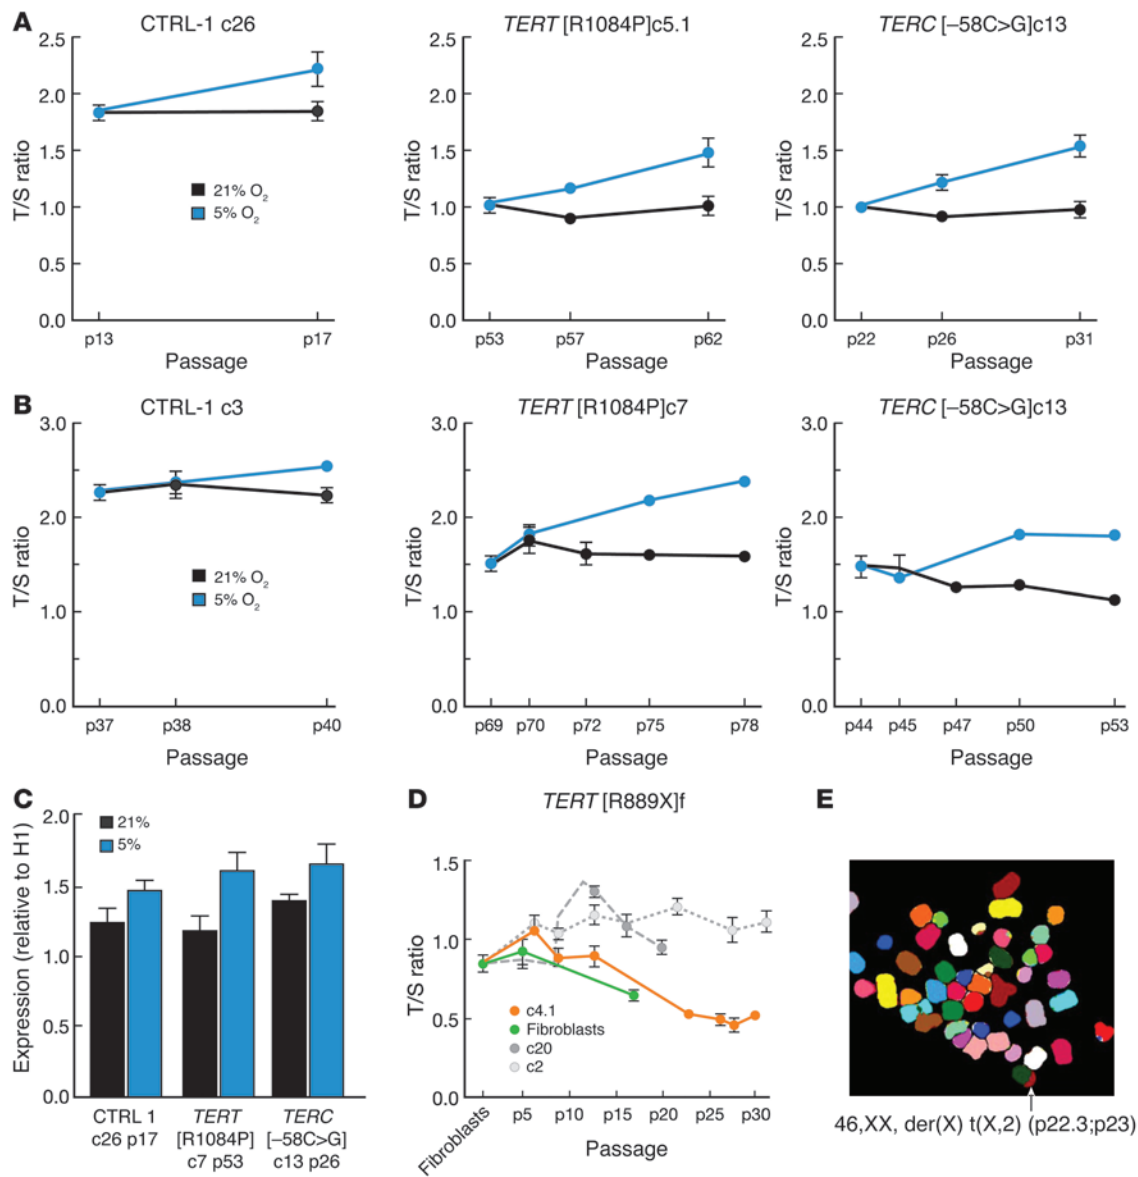 A
CTRL-1 c26
TERT [R1084P]c5.1
TERC [–58C>G]c13
2.5
2.0
1.5
1.0
0.5
0.0
T/S ratio
21% O2
5% O2
p13
p17
Passage
2.5
2.0
1.5
1.0
0.5
0.0
T/S ratio
p53
p57
p62
Passage
2.5
2.0
1.5
1.0
0.5
0.0
T/S ratio
p22
p26
p31
Passage
B
CTRL-1 c3
TERT [R1084P]c7
TERC [–58C>G]c13
3.0
2.0
1.0
0.0
T/S ratio
21% O2
5% O2
p37
p38
p40
Passage
3.0
2.0
1.0
0.0
T/S ratio
p69
p70
p72
p75
p78
Passage
3.0
2.0
1.0
0.0
T/S ratio
p44
p45
p47
p50
p53
Passage
C
2.0
1.5
1.0
0.5
0.0
Expression (relative to H1)
21%
5%
CTRL 1
c26 p17
TERT
[R1084P]
c7 p53
TERC
[–58C>G]
c13 p26
D
TERT [R889X]f
1.5
1.0
0.5
0.0
T/S ratio
c4.1
Fibroblasts
c20
c2
Fibroblasts
p5
p10
p15
p20
p25
p30
Passage
E
46,XX, der(X) t(X,2) (p22.3;p23)